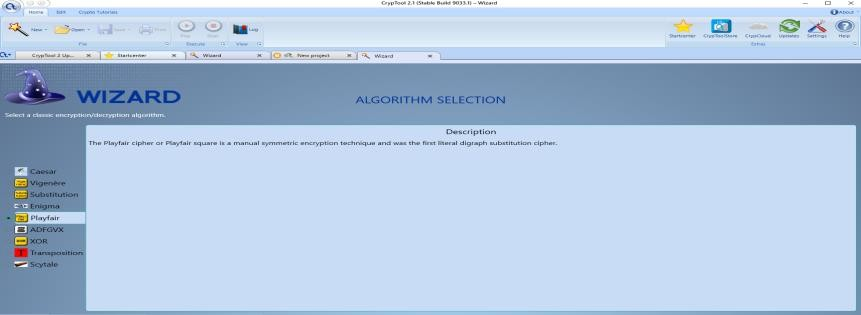 CrypTool 2.1 (Stable Build 9033.1) – Wizard
Home Edit Crypto Tutorials
About
New Open Save Print Play Stop Log
Startcenter CrypToolStore CrypCloud Updates Settings Help
File Execute View Extras
CrypTool 2 Up... Startcenter Wizard New project Wizard
WIZARD
ALGORITHM SELECTION
Select a classic encryption/decryption algorithm.
Description
The Playfair cipher or Playfair square is a manual symmetric encryption technique and was the first literal digraph substitution cipher.
Caesar
Vigenère
Substitution
Enigma
Playfair
ADFGVX
XOR
Transposition
Scytale